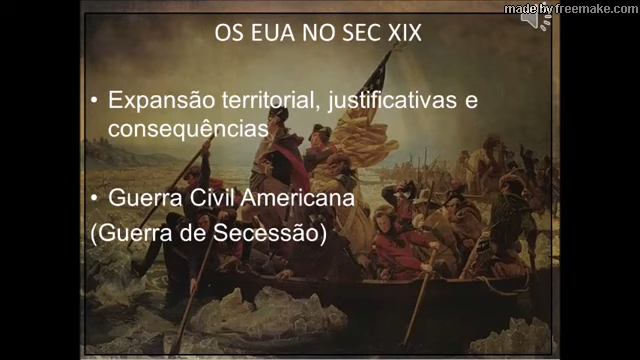 made by freemake.com
OS EUA NO SEC XIX
• Expansão territorial, justificativas e
consequências
• Guerra Civil Americana
(Guerra de Secessão)